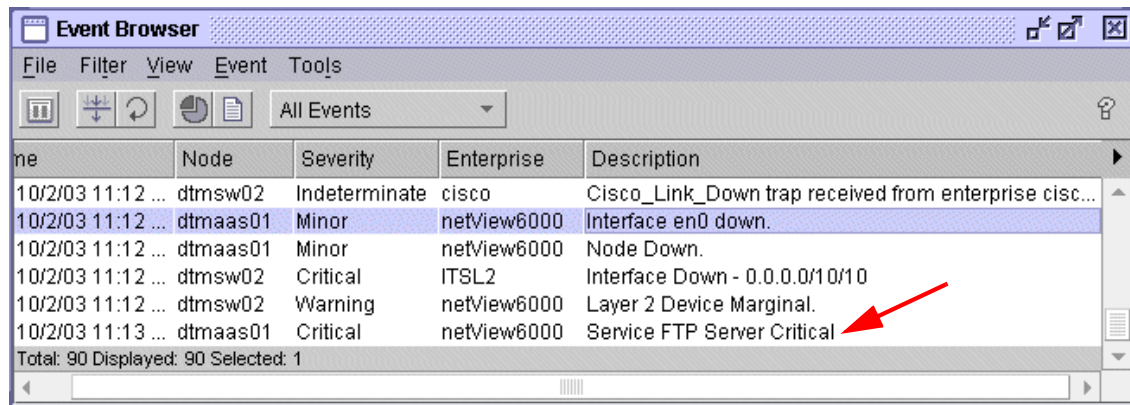 Event Browser
File Filter View Event Tools
All Events
me Node Severity Enterprise Description
10/2/03 11:12 ... dtmsw02 Indeterminate cisco Cisco_Link_Down trap received from enterprise cisc...
10/2/03 11:12 ... dtmaas01 Minor netView6000 Interface en0 down.
10/2/03 11:12 ... dtmaas01 Minor netView6000 Node Down.
10/2/03 11:12 ... dtmsw02 Critical ITSL2 Interface Down - 0.0.0.0/10/10
10/2/03 11:12 ... dtmsw02 Warning netView6000 Layer 2 Device Marginal.
10/2/03 11:13 ... dtmaas01 Critical netView6000 Service FTP Server Critical
Total: 90 Displayed: 90 Selected: 1